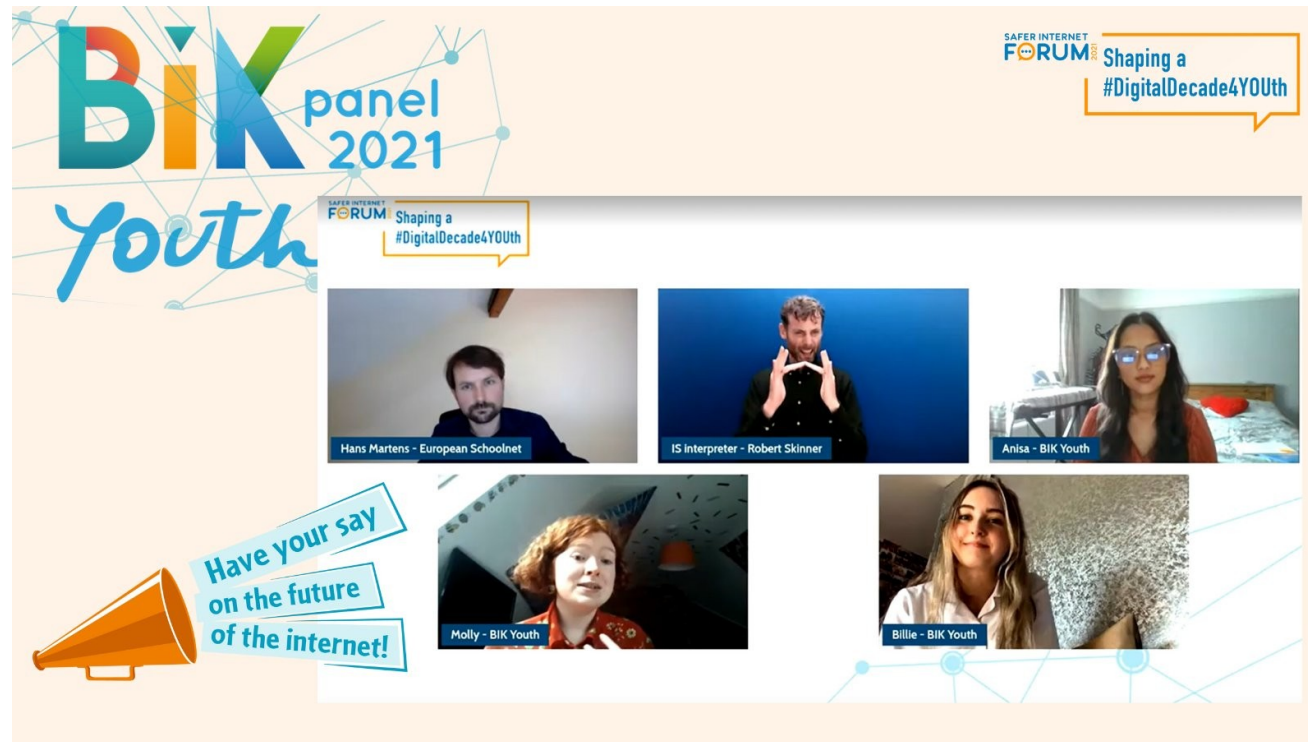 BiK
panel
2021
Youth
SAFER INTERNET
FORUM 2021
Shaping a
#DigitalDecade4YOUth
SAFER INTERNET
FORUM
Shaping a
#DigitalDecade4YOUth
Hans Martens - European Schoolnet
IS interpreter - Robert Skinner
Anisa - BIK Youth
Molly - BIK Youth
Billie - BIK Youth
Have your say
on the future
of the internet!